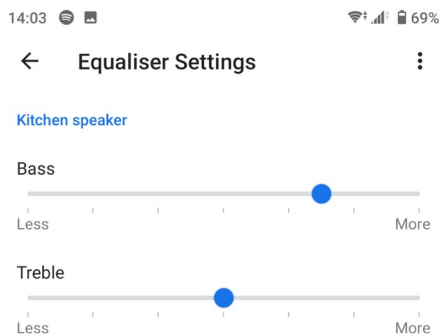 14:03 69%
Equaliser Settings
Kitchen speaker
Bass
Less More
Treble
Less More